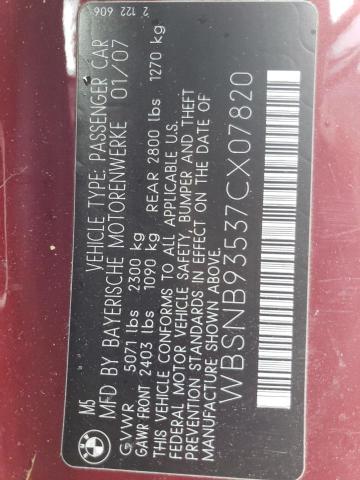 2 122 606
VEHICLE TYPE: PASSENGER CAR
M5 MFD BY BAYERISCHE MOTORENWERKE 01/07
GVWR 5071 lbs 2300 kg
GAWR FRONT 2403 lbs 1090 kg REAR 2800 lbs 1270 kg
THIS VEHICLE CONFORMS TO ALL APPLICABLE U.S.
FEDERAL MOTOR VEHICLE SAFETY, BUMPER AND THEFT
PREVENTION STANDARDS IN EFFECT ON THE DATE OF
MANUFACTURE SHOWN ABOVE.
WBSNB93537CX07820
BMW